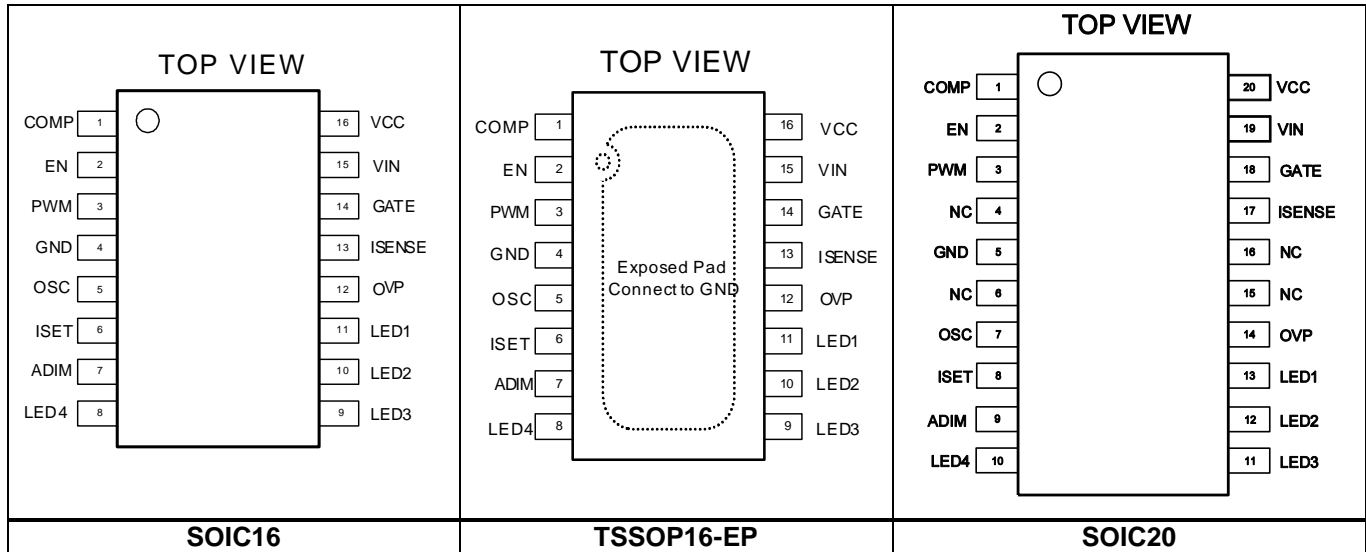 TOP VIEW
COMP 1
16 VCC
EN 2
15 VIN
PWM 3
14 GATE
GND 4
13 ISENSE
OSC 5
12 OVP
ISET 6
11 LED1
ADIM 7
10 LED2
LED4 8
9 LED3
SOIC16
TOP VIEW
COMP 1
16 VCC
EN 2
15 VIN
PWM 3
14 GATE
GND 4
13 ISENSE
Exposed Pad
Connect to GND
OSC 5
12 OVP
ISET 6
11 LED1
ADIM 7
10 LED2
LED4 8
9 LED3
TSSOP16-EP
TOP VIEW
COMP 1
20 VCC
EN 2
19 VIN
PWM 3
18 GATE
NC 4
17 ISENSE
GND 5
16 NC
NC 6
15 NC
OSC 7
14 OVP
ISET 8
13 LED1
ADIM 9
12 LED2
LED4 10
11 LED3
SOIC20